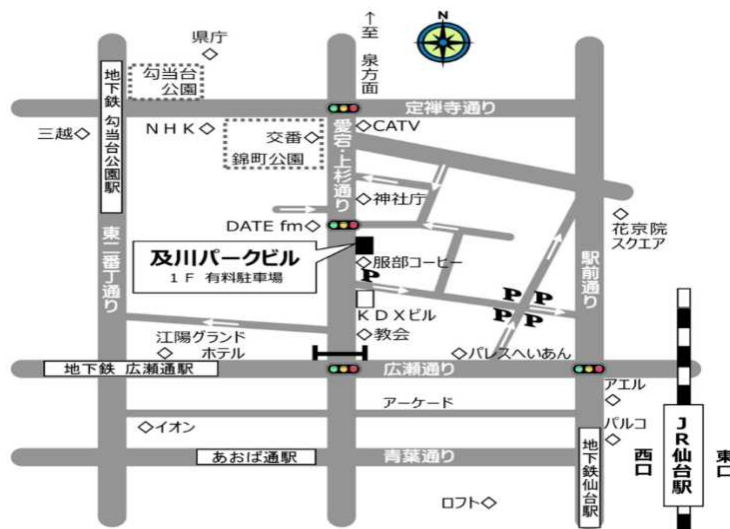 県庁
↑至 泉方面
N
勾当台
公園
地下鉄 勾当台公園駅
定禅寺通り
三越
NHK
交番
錦町公園
CATV
愛宕・上杉通り
神社庁
DATE fm
花京院
スクエア
東二番丁通り
及川パークビル
1F 有料駐車場
服部コーヒー
駅前通り
P
P P
P P
KDXビル
教会
江陽グランド
ホテル
パレスへいあん
地下鉄 広瀬通駅
広瀬通り
アエル
アーケード
パルコ
イオン
JR仙台駅
西口
東口
あおば通駅
青葉通り
地下鉄仙台駅
ロフト